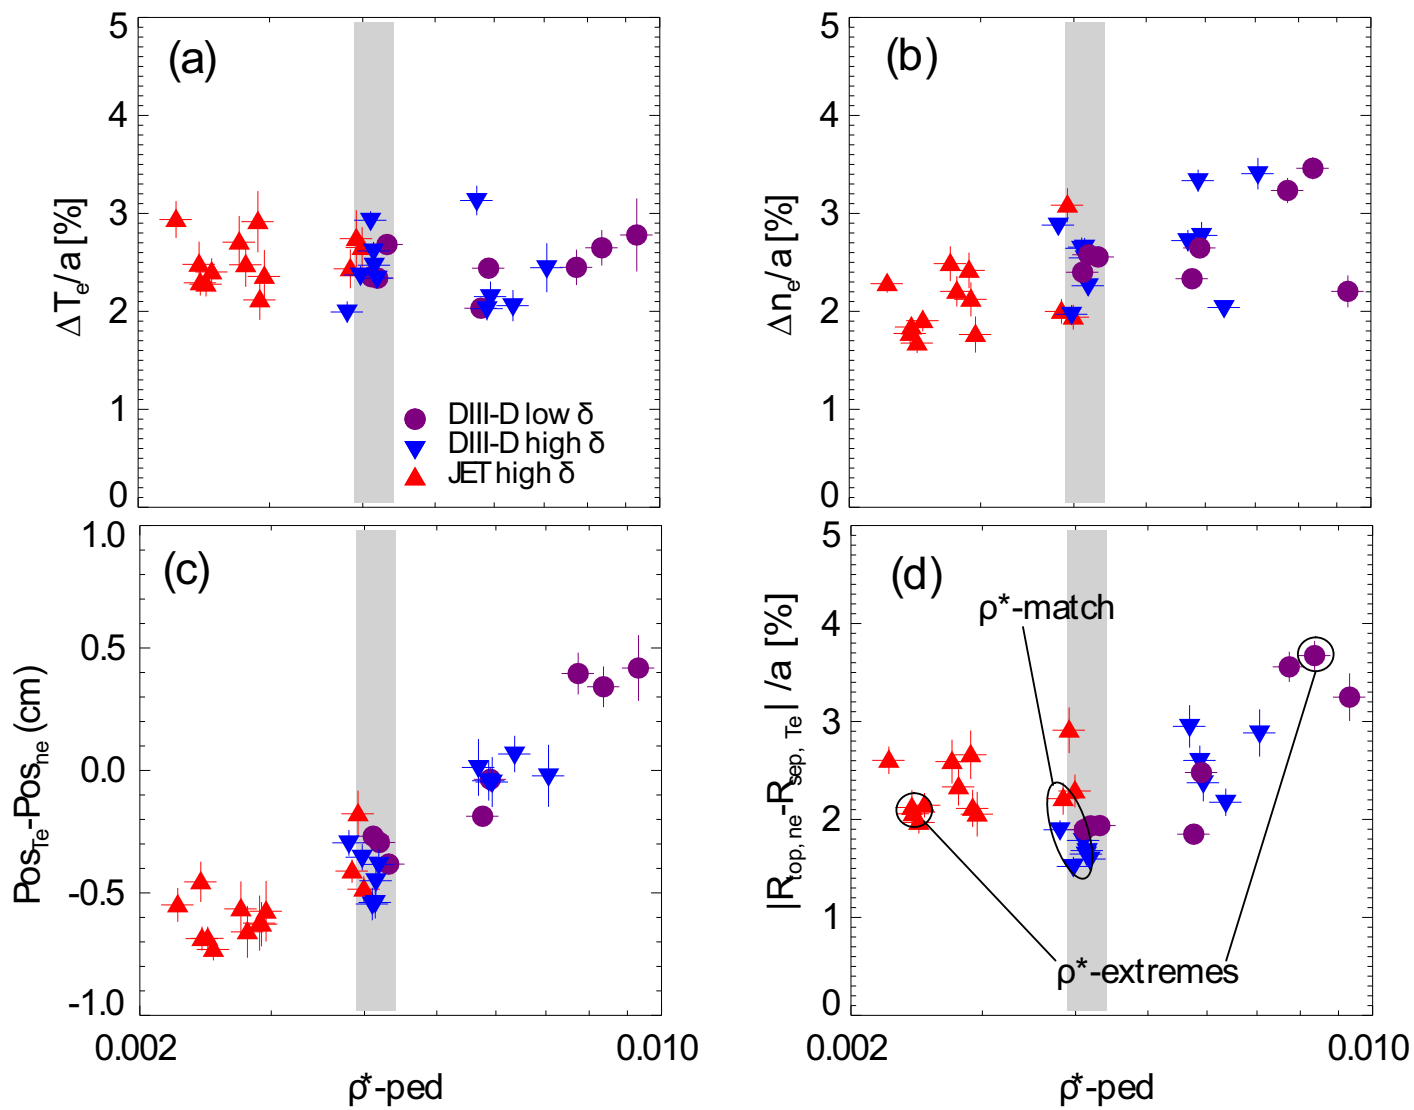 (a)
5
4
3
2
1
0
ΔTe/a [%]
DIII-D low δ
DIII-D high δ
JET high δ
(b)
5
4
3
2
1
0
Δne/a [%]
(c)
1.0
0.5
0.0
-0.5
-1.0
PosTe-Posne (cm)
0.002
0.010
ρ*-ped
(d)
5
4
3
2
1
0
|Rtop, ne-Rsep, Te| /a [%]
ρ*-match
ρ*-extremes
0.002
0.010
ρ*-ped